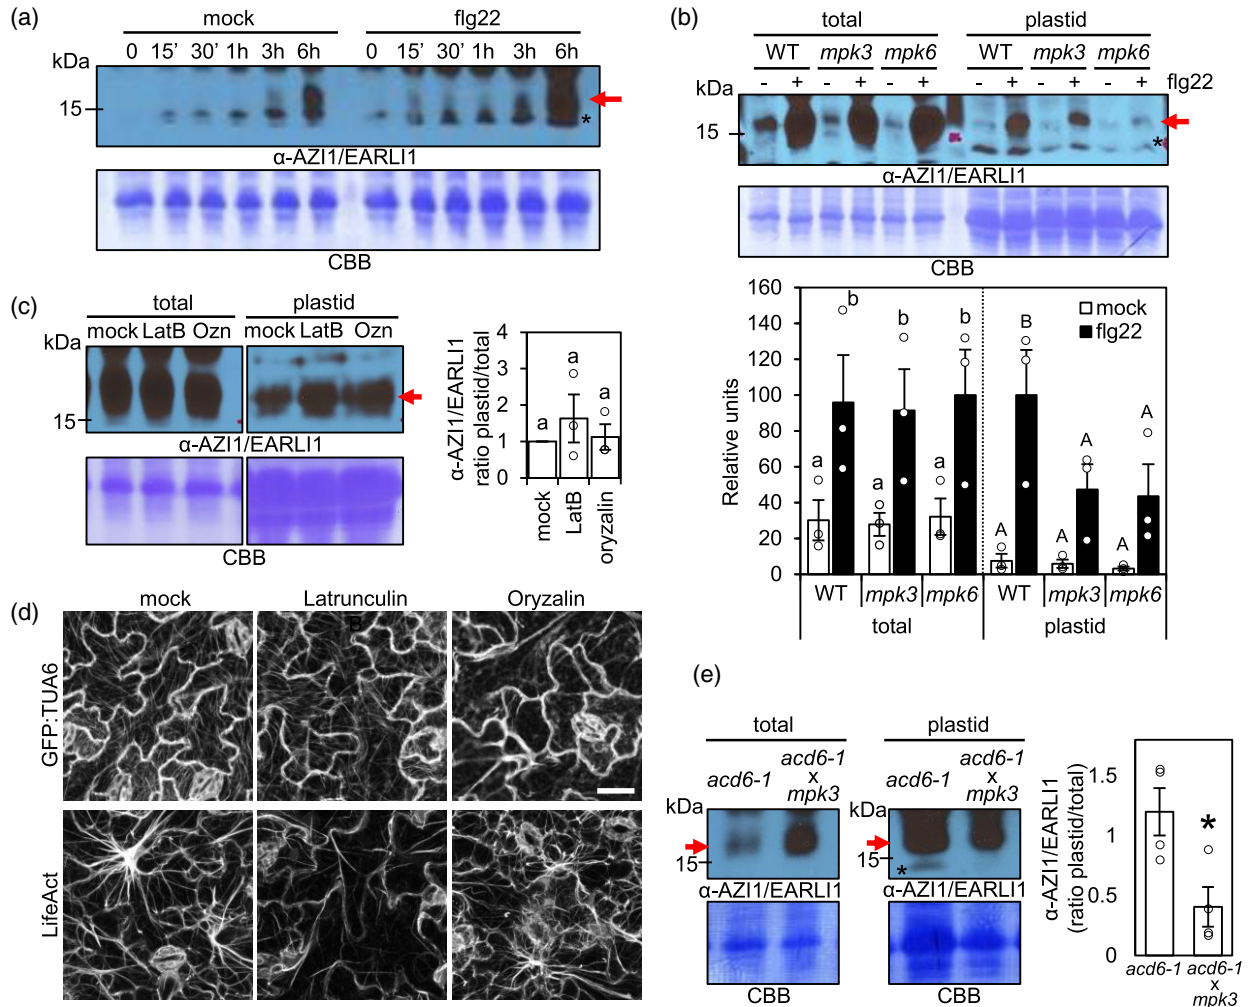 (a)
mock
flg22
0 15' 30' 1h 3h 6h
0 15' 30' 1h 3h 6h
kDa
15
*
α-AZI1/EARLI1
CBB
(b)
total
plastid
WT mpk3 mpk6
WT mpk3 mpk6
- + - + - +
- + - + - +
flg22
kDa
15
*
α-AZI1/EARLI1
CBB
160
140
120
100
80
60
40
20
0
Relative units
mock
flg22
a
b
a
b
a
b
A
B
A
A
A
A
WT mpk3 mpk6
WT mpk3 mpk6
total
plastid
(c)
total
plastid
mock LatB Ozn
mock LatB Ozn
kDa
15
α-AZI1/EARLI1
CBB
α-AZI1/EARLI1
ratio plastid/total
4
3
2
1
0
a
a
a
mock
LatB
oryzalin
(d)
mock
Latrunculin
B
Oryzalin
GFP:TUA6
LifeAct
(e)
total
plastid
acd6-1
acd6-1
x
mpk3
acd6-1
acd6-1
x
mpk3
kDa
15
kDa
15
*
α-AZI1/EARLI1
α-AZI1/EARLI1
CBB
CBB
α-AZI1/EARLI1
(ratio plastid/total)
1.5
1
0.5
0
*
acd6-1
acd6-1
x
mpk3